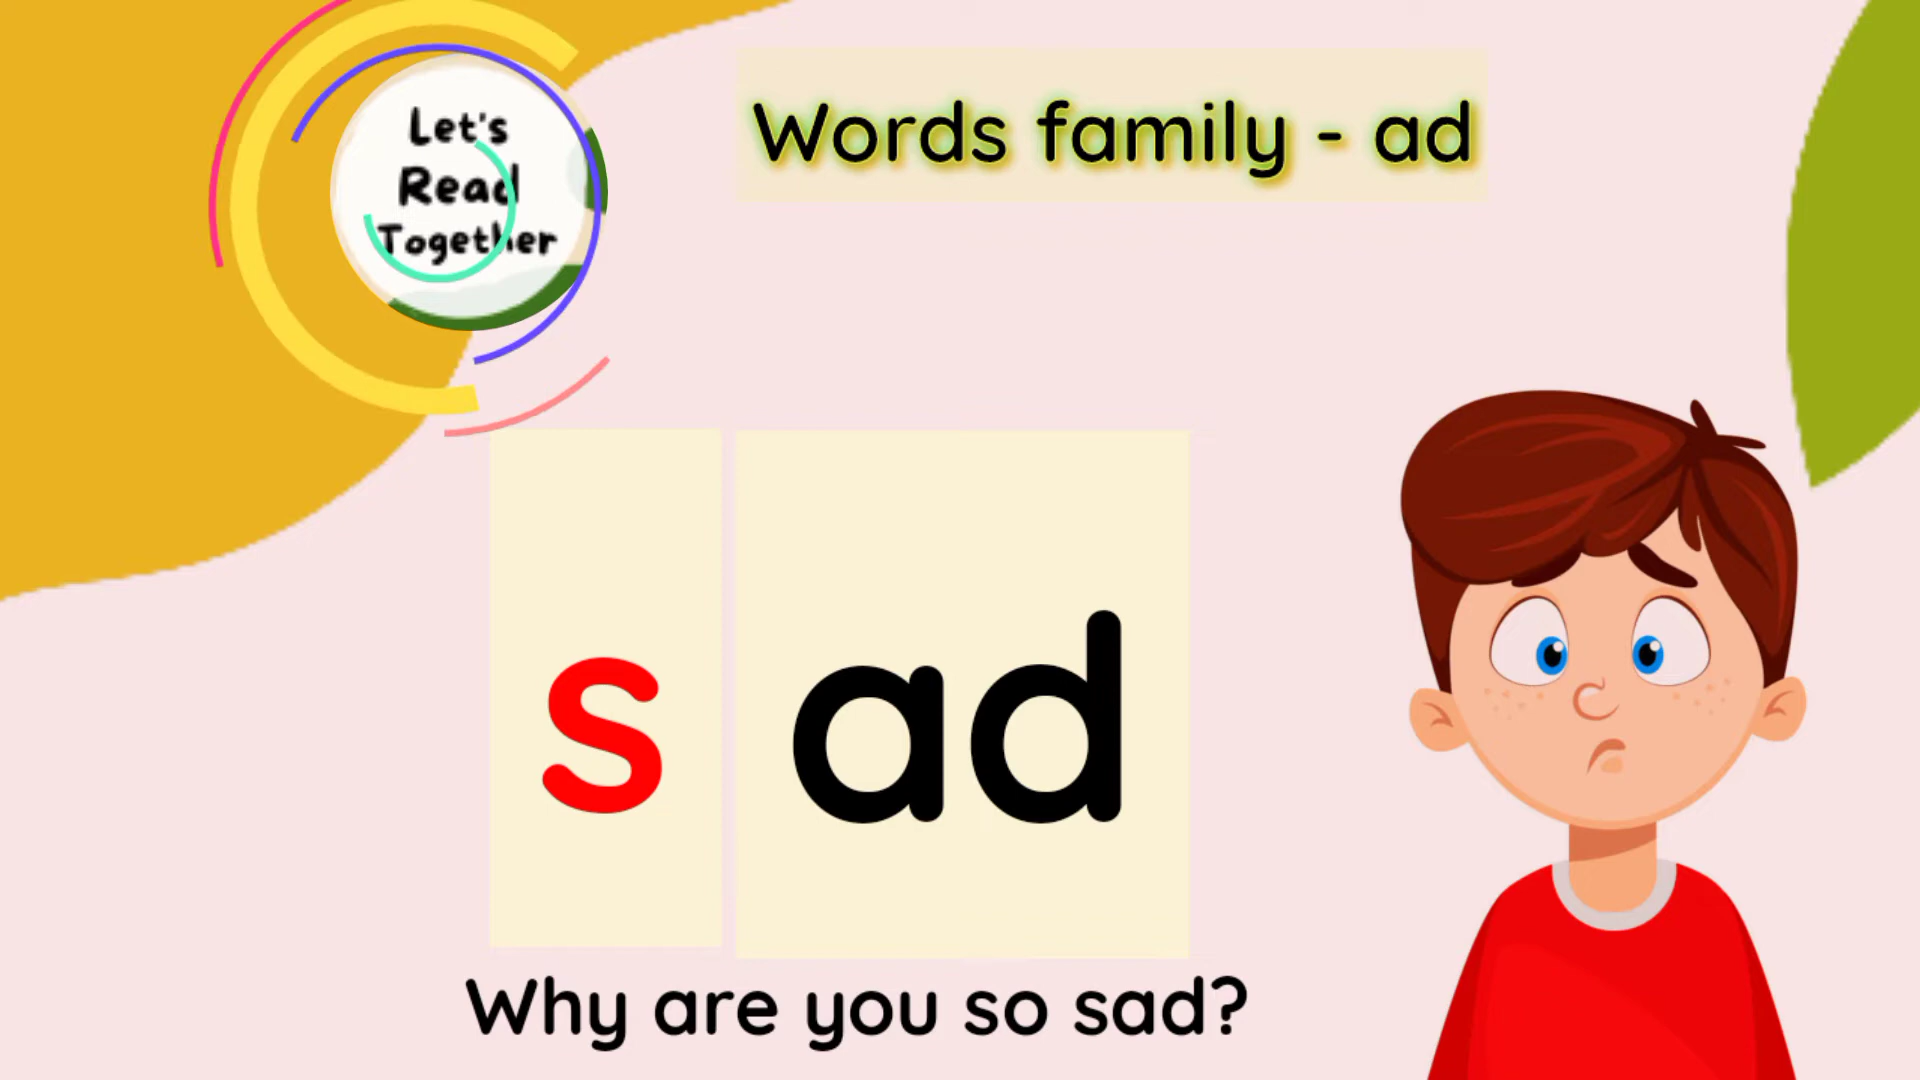 Let's
Read
Together
Words family - ad
s ad
Why are you so sad?